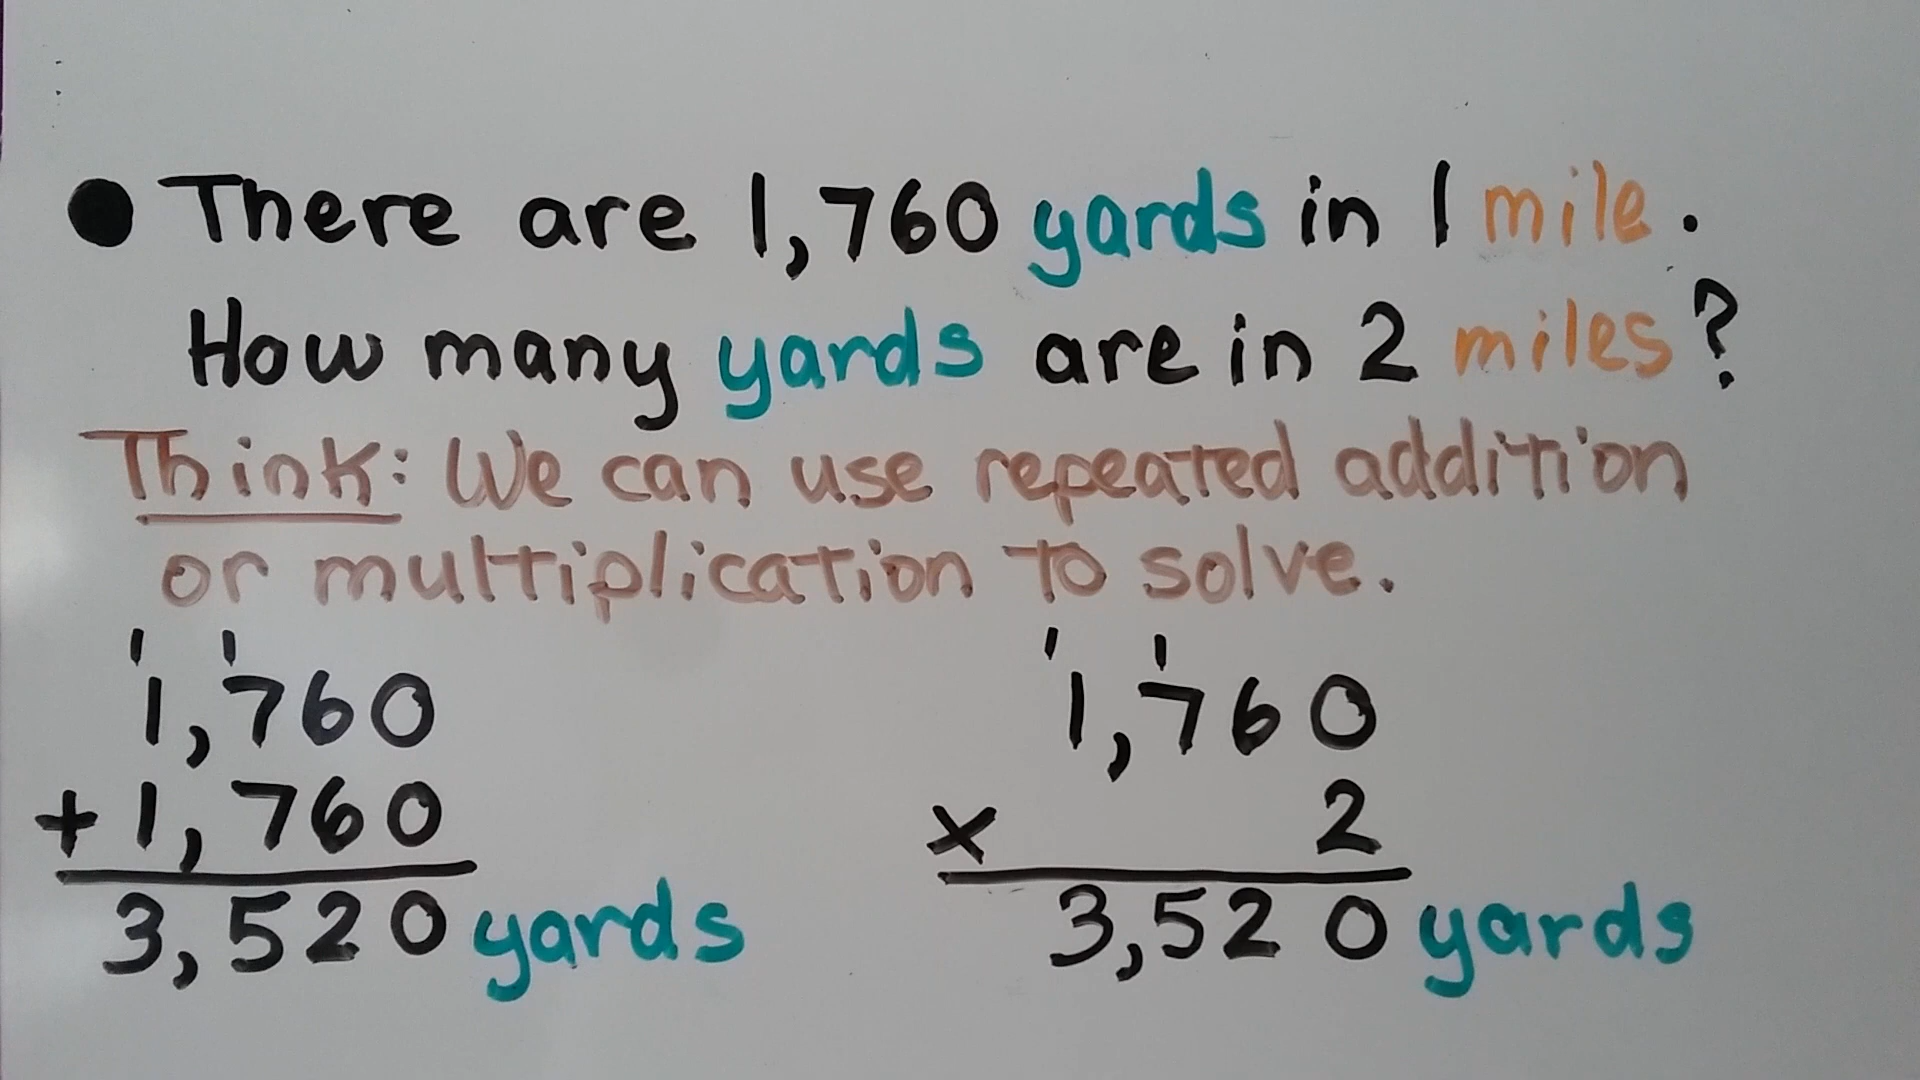 ● There are 1,760 yards in 1 mile.
How many yards are in 2 miles?
Think: We can use repeated addition
or multiplication to solve.
1 1
1,760
+ 1,760
3,520 yards
1 1
1,760
x 2
3,520 yards